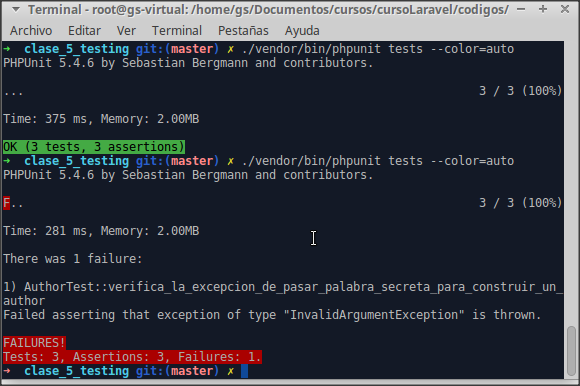 Terminal - root@gs-virtual: /home/gs/Documentos/cursos/cursoLaravel/codigos/
Archivo Editar Ver Terminal Pestañas Ayuda
➜ clase_5_testing git:(master) ✗ ./vendor/bin/phpunit tests --color=auto
PHPUnit 5.4.6 by Sebastian Bergmann and contributors.
... 3 / 3 (100%)
Time: 375 ms, Memory: 2.00MB
OK (3 tests, 3 assertions)
➜ clase_5_testing git:(master) ✗ ./vendor/bin/phpunit tests --color=auto
PHPUnit 5.4.6 by Sebastian Bergmann and contributors.
F.. 3 / 3 (100%)
Time: 281 ms, Memory: 2.00MB
There was 1 failure:
1) AuthorTest::verifica_la_excepcion_de_pasar_palabra_secreta_para_construir_un_
author
Failed asserting that exception of type "InvalidArgumentException" is thrown.
FAILURES!
Tests: 3, Assertions: 3, Failures: 1.
➜ clase_5_testing git:(master) ✗